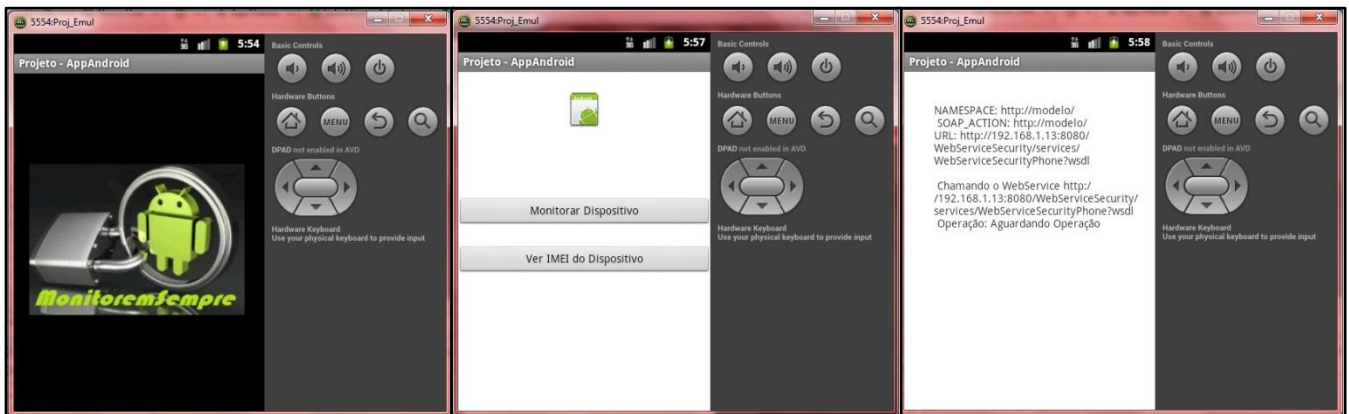 5554:Proj_Emul
5:54
Projeto - AppAndroid
MonitoremSempre
Basic Controls
Hardware Buttons
MENU
DPAD not enabled in AVD
Hardware Keyboard
Use your physical keyboard to provide input
5554:Proj_Emul
5:57
Projeto - AppAndroid
Monitorar Dispositivo
Ver IMEI do Dispositivo
Basic Controls
Hardware Buttons
MENU
DPAD not enabled in AVD
Hardware Keyboard
Use your physical keyboard to provide input
5554:Proj_Emul
5:58
Projeto - AppAndroid
NAMESPACE: http://modelo/
SOAP_ACTION: http://modelo/
URL: http://192.168.1.13:8080/
WebServiceSecurity/services/
WebServiceSecurityPhone?wsdl
Chamando o WebService http:/
/192.168.1.13:8080/WebServiceSecurity/
services/WebServiceSecurityPhone?wsdl
Operação: Aguardando Operação
Basic Controls
Hardware Buttons
MENU
DPAD not enabled in AVD
Hardware Keyboard
Use your physical keyboard to provide input